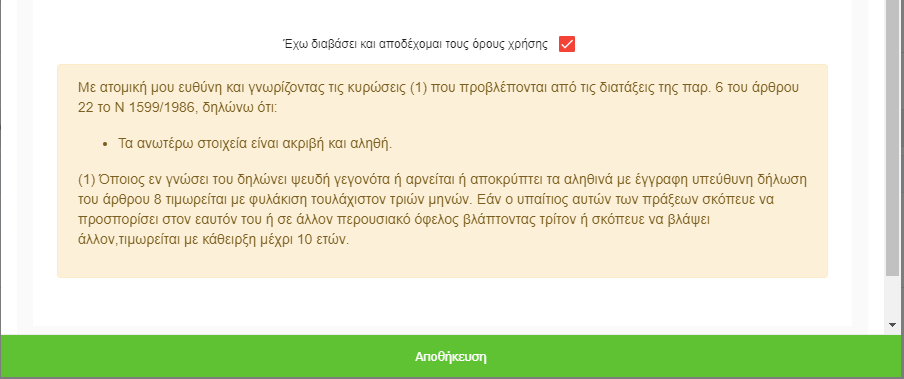 Έχω διαβάσει και αποδέχομαι τους όρους χρήσης
Με ατομική μου ευθύνη και γνωρίζοντας τις κυρώσεις (1) που προβλέπονται από τις διατάξεις της παρ. 6 του άρθρου
22 το Ν 1599/1986, δηλώνω ότι:
• Τα ανωτέρω στοιχεία είναι ακριβή και αληθή.
(1) Όποιος εν γνώσει του δηλώνει ψευδή γεγονότα ή αρνείται ή αποκρύπτει τα αληθινά με έγγραφη υπεύθυνη δήλωση
του άρθρου 8 τιμωρείται με φυλάκιση τουλάχιστον τριών μηνών. Εάν ο υπαίτιος αυτών των πράξεων σκόπευε να
προσπορίσει στον εαυτόν του ή σε άλλον περουσιακό όφελος βλάπτοντας τρίτον ή σκόπευε να βλάψει
άλλον,τιμωρείται με κάθειρξη μέχρι 10 ετών.
Αποθήκευση